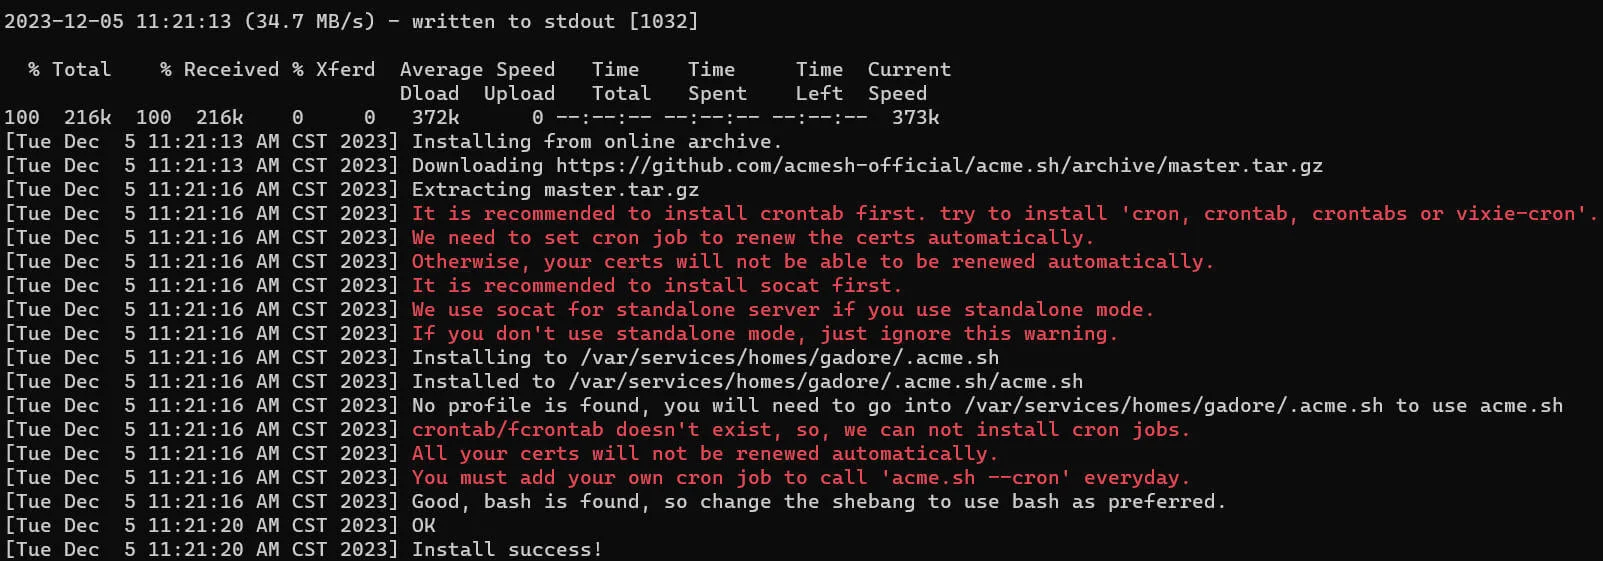 2023-12-05 11:21:13 (34.7 MB/s) - written to stdout [1032]
  % Total    % Received % Xferd  Average Speed   Time    Time     Time  Current
                                 Dload  Upload   Total   Spent    Left  Speed
100  216k  100  216k    0     0   372k      0 --:--:-- --:--:-- --:--:--  373k
[Tue Dec  5 11:21:13 AM CST 2023] Installing from online archive.
[Tue Dec  5 11:21:13 AM CST 2023] Downloading https://github.com/acmesh-official/acme.sh/archive/master.tar.gz
[Tue Dec  5 11:21:16 AM CST 2023] Extracting master.tar.gz
[Tue Dec  5 11:21:16 AM CST 2023] It is recommended to install crontab first. try to install 'cron, crontab, crontabs or vixie-cron'.
[Tue Dec  5 11:21:16 AM CST 2023] We need to set cron job to renew the certs automatically.
[Tue Dec  5 11:21:16 AM CST 2023] Otherwise, your certs will not be able to be renewed automatically.
[Tue Dec  5 11:21:16 AM CST 2023] It is recommended to install socat first.
[Tue Dec  5 11:21:16 AM CST 2023] We use socat for standalone server if you use standalone mode.
[Tue Dec  5 11:21:16 AM CST 2023] If you don't use standalone mode, just ignore this warning.
[Tue Dec  5 11:21:16 AM CST 2023] Installing to /var/services/homes/gadore/.acme.sh
[Tue Dec  5 11:21:16 AM CST 2023] Installed to /var/services/homes/gadore/.acme.sh/acme.sh
[Tue Dec  5 11:21:16 AM CST 2023] No profile is found, you will need to go into /var/services/homes/gadore/.acme.sh to use acme.sh
[Tue Dec  5 11:21:16 AM CST 2023] crontab/fcrontab doesn't exist, so, we can not install cron jobs.
[Tue Dec  5 11:21:16 AM CST 2023] All your certs will not be renewed automatically.
[Tue Dec  5 11:21:16 AM CST 2023] You must add your own cron job to call 'acme.sh --cron' everyday.
[Tue Dec  5 11:21:16 AM CST 2023] Good, bash is found, so change the shebang to use bash as preferred.
[Tue Dec  5 11:21:20 AM CST 2023] OK
[Tue Dec  5 11:21:20 AM CST 2023] Install success!